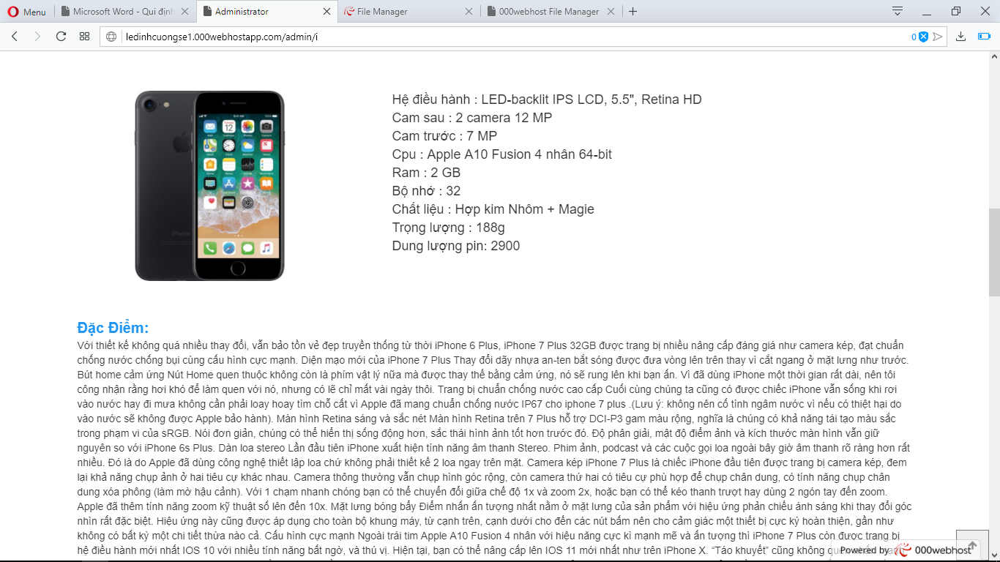 Menu
Microsoft Word - Qui định
Administrator
File Manager
000webhost File Manager
ledinhcuongse1.000webhostapp.com/admin/i
0
Hệ điều hành : LED-backlit IPS LCD, 5.5", Retina HD
Cam sau : 2 camera 12 MP
Cam trước : 7 MP
Cpu : Apple A10 Fusion 4 nhân 64-bit
Ram : 2 GB
Bộ nhớ : 32
Chất liệu : Hợp kim Nhôm + Magie
Trọng lượng : 188g
Dung lượng pin: 2900
Đặc Điểm:
Với thiết kế không quá nhiều thay đổi, vẫn bảo tồn vẻ đẹp truyền thống từ thời iPhone 6 Plus, iPhone 7 Plus 32GB được trang bị nhiều nâng cấp đáng giá như camera kép, đạt chuẩn
chống nước chống bụi cùng cấu hình cực mạnh. Diện mạo mới của iPhone 7 Plus Thay đổi dãy nhựa an-ten bắt sóng được đưa vòng lên trên thay vì cắt ngang ở mặt lưng như trước.
Bút home cảm ứng Nút Home quen thuộc không còn là phím vật lý nữa mà được thay thế bằng cảm ứng, nó sẽ rung lên khi bạn ấn. Vì đã dùng iPhone một thời gian rất dài, nên tôi
công nhận rằng hơi khó để làm quen với nó, nhưng có lẽ chỉ mất vài ngày thôi. Trang bị chuẩn chống nước cao cấp Cuối cùng chúng ta cũng có được chiếc iPhone vẫn sống khi rơi
vào nước hay đi mưa không cần phải loay hoay tìm chỗ cất vì Apple đã mang chuẩn chống nước IP67 cho iphone 7 plus .(Lưu ý: không nên cố tình ngâm nước vì nếu có thiệt hại do
vào nước sẽ không được Apple bảo hành). Màn hình Retina sáng và sắc nét Màn hình Retina trên 7 Plus hỗ trợ DCI-P3 gam màu rộng, nghĩa là chúng có khả năng tái tạo màu sắc
trong phạm vi của sRGB. Nói đơn giản, chúng có thể hiển thị sống động hơn, sắc thái hình ảnh tốt hơn trước đó. Độ phân giải, mật độ điểm ảnh và kích thước màn hình vẫn giữ
nguyên so với iPhone 6s Plus. Dàn loa stereo Lần đầu tiên iPhone xuất hiện tính năng âm thanh Stereo. Phim ảnh, podcast và các cuộc gọi loa ngoài bây giờ âm thanh rõ ràng hơn rất
nhiều. Đó là do Apple đã dùng công nghệ thiết lập loa chứ không phải thiết kế 2 loa ngay trên mặt. Camera kép iPhone 7 Plus là chiếc iPhone đầu tiên được trang bị camera kép, đem
lại khả năng chụp ảnh ở hai tiêu cự khác nhau. Camera thông thường vẫn chụp hình góc rộng, còn camera thứ hai có tiêu cự phù hợp để chụp chân dung, có tính năng chụp chân
dung xóa phông (làm mờ hậu cảnh). Với 1 chạm nhanh chóng bạn có thể chuyển đổi giữa chế độ 1x và zoom 2x, hoặc bạn có thể kéo thanh trượt hay dùng 2 ngón tay đến zoom.
Apple đã thêm tính năng zoom kỹ thuật số lên đến 10x. Mặt lưng bóng bẩy Điểm nhấn ấn tượng nhất nằm ở mặt lưng của sản phẩm với hiệu ứng phản chiếu ánh sáng khi thay đổi góc
nhìn rất đặc biệt. Hiệu ứng này cũng được áp dụng cho toàn bộ khung máy, từ cạnh trên, cạnh dưới cho đến các nút bấm nên cho cảm giác một thiết bị cực kỳ hoàn thiện, gần như
không có bất kỳ một chi tiết thừa nào cả. Cấu hình cực mạnh Ngoài trái tim Apple A10 Fusion 4 nhân với hiệu năng cực kì mạnh mẽ và ấn tượng thì iPhone 7 Plus còn được trang bị
hệ điều hành mới nhất IOS 10 với nhiều tính năng bất ngờ, và thú vị. Hiện tại, bạn có thể nâng cấp lên IOS 11 mới nhất như trên iPhone X. “Táo khuyết” cũng không
Powered by 000webhost